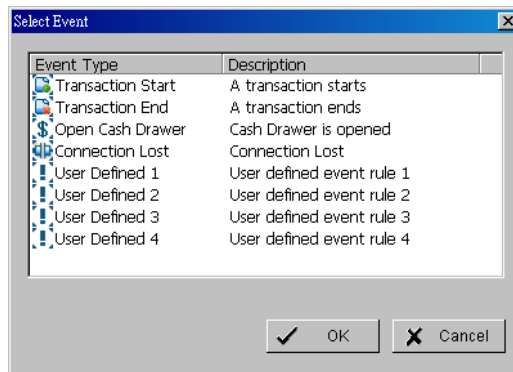 Select Event
Event Type Description
Transaction Start A transaction starts
Transaction End A transaction ends
Open Cash Drawer Cash Drawer is opened
Connection Lost Connection Lost
User Defined 1 User defined event rule 1
User Defined 2 User defined event rule 2
User Defined 3 User defined event rule 3
User Defined 4 User defined event rule 4
OK Cancel